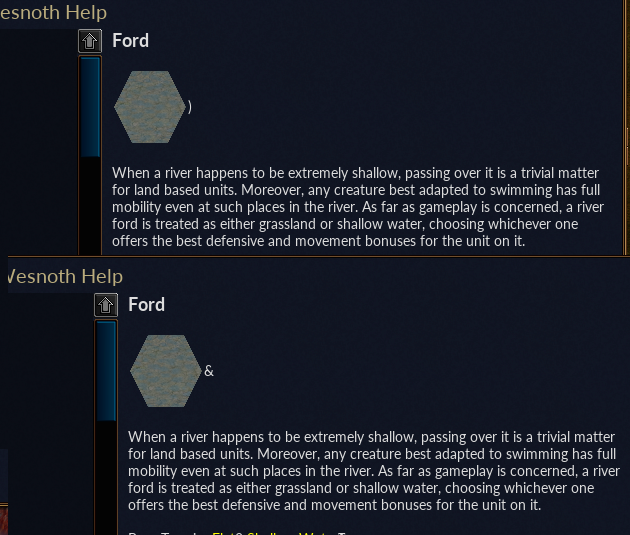 esnoth Help
Ford
)
When a river happens to be extremely shallow, passing over it is a trivial matter
for land based units. Moreover, any creature best adapted to swimming has full
mobility even at such places in the river. As far as gameplay is concerned, a river
ford is treated as either grassland or shallow water, choosing whichever one
offers the best defensive and movement bonuses for the unit on it.
Wesnoth Help
Ford
&
When a river happens to be extremely shallow, passing over it is a trivial matter
for land based units. Moreover, any creature best adapted to swimming has full
mobility even at such places in the river. As far as gameplay is concerned, a river
ford is treated as either grassland or shallow water, choosing whichever one
offers the best defensive and movement bonuses for the unit on it.